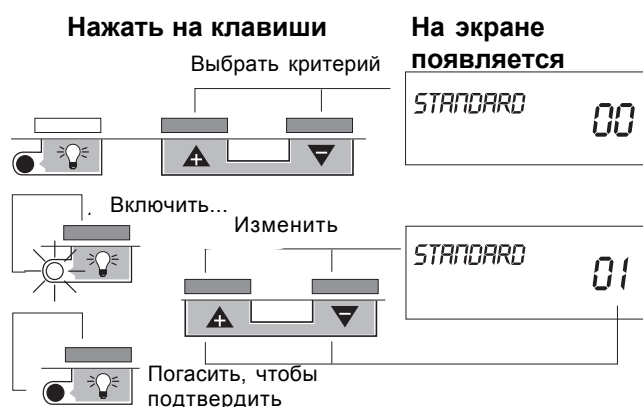 Нажать на клавиши
На экране
появляется
Выбрать критерий
STANDARD 00
Включить...
Изменить
STANDARD 01
Погасить, чтобы
подтвердить